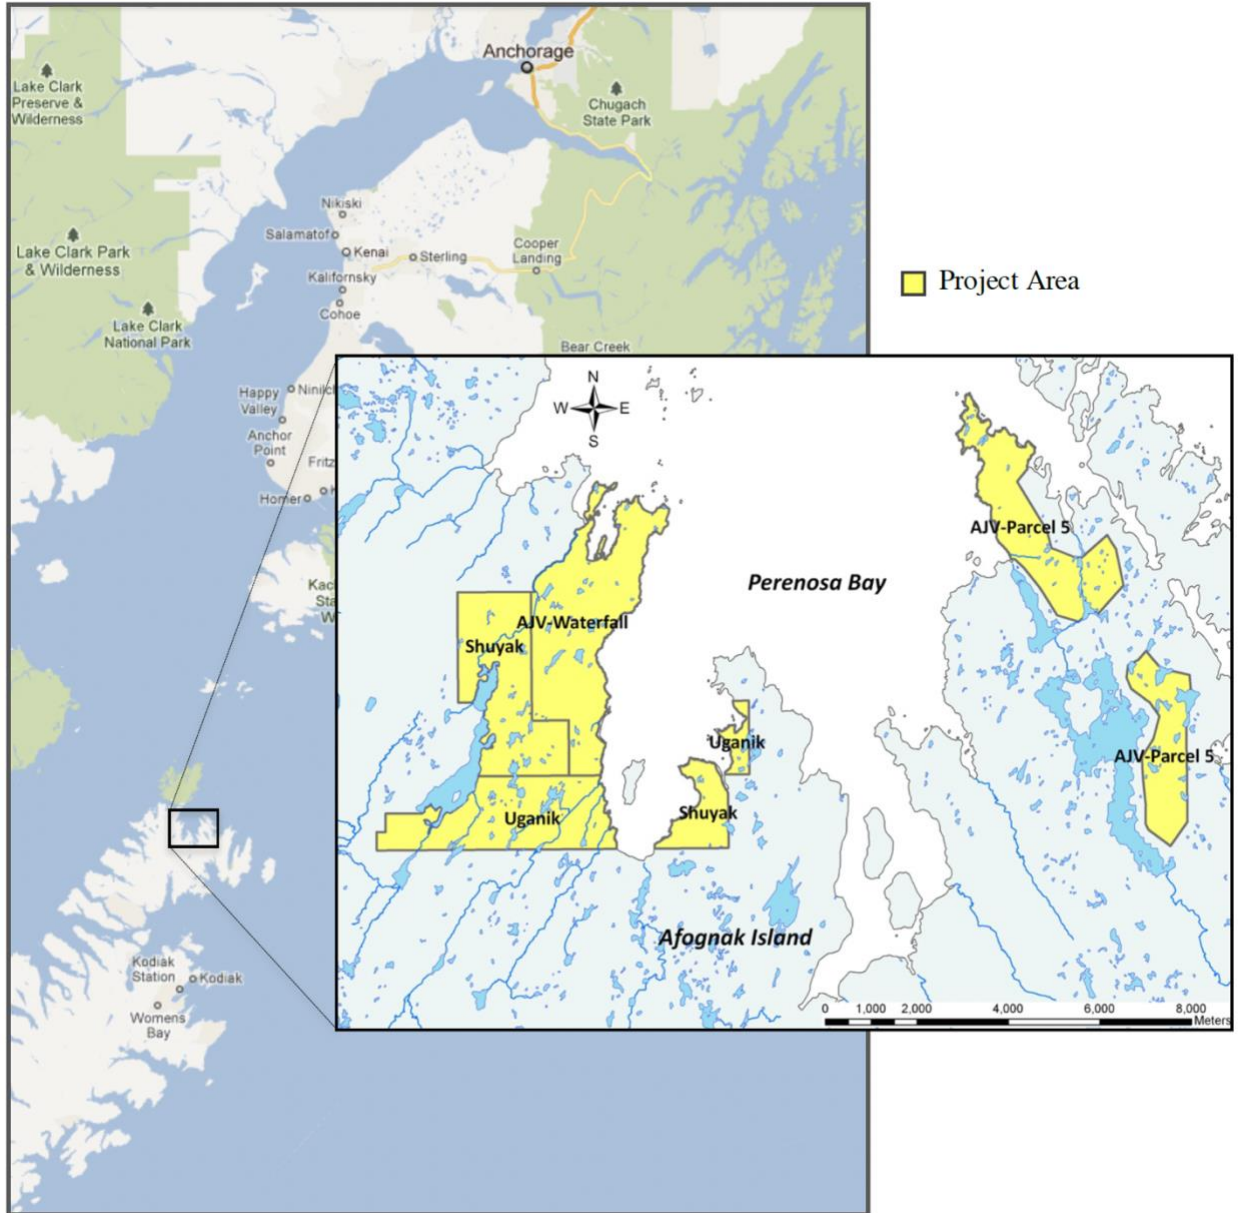 Anchorage
Lake Clark
Preserve &
Wilderness
Chugach
State Park
Nikiski
Salamatof
Kenai
Sterling
Cooper
Landing
Lake Clark Park
& Wilderness
Kalifornsky
Cohoe
Lake Clark
National Park
Bear Creek
Project Area
Happy
Valley
Ninilc
Anchor
Point
Fritz
Homer
Kac
Sta
W
N
W
E
S
AJV-Parcel 5
Perenosa Bay
AJV-Waterfall
Shuyak
Uganik
AJV-Parcel 5
Uganik
Shuyak
Afognak Island
0 1,000 2,000 4,000 6,000 8,000
Meters
Kodiak
Station
Kodiak
Womens
Bay